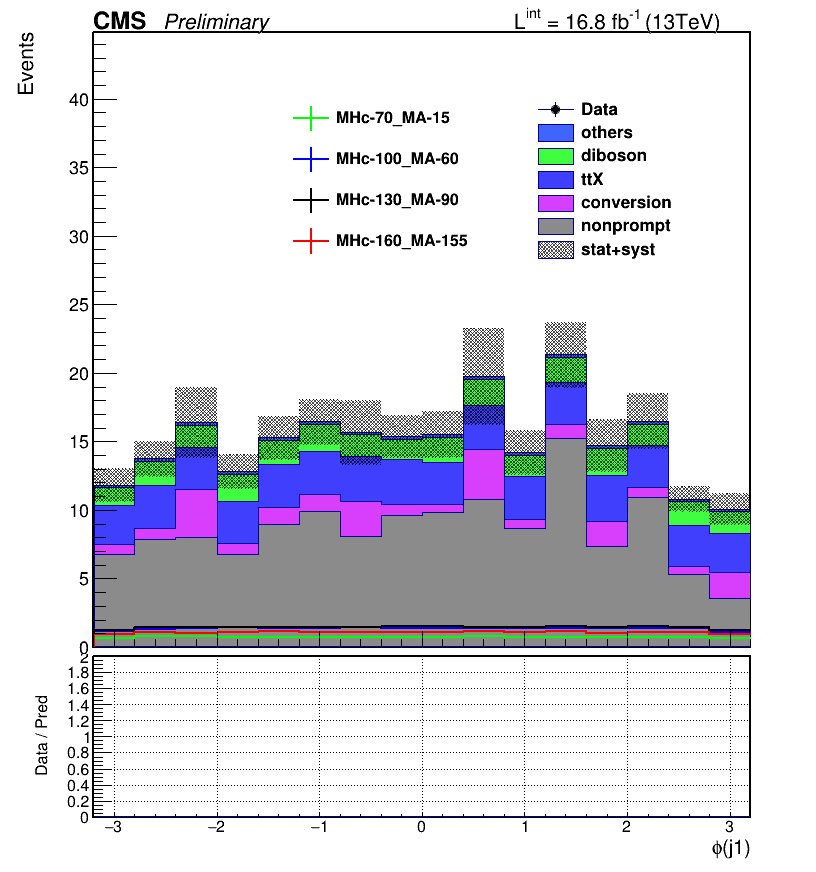 CMS Preliminary L^int = 16.8 fb^-1 (13TeV)
Events
40
35
30
25
20
15
10
5
0
MHc-70_MA-15
MHc-100_MA-60
MHc-130_MA-90
MHc-160_MA-155
Data
others
diboson
ttX
conversion
nonprompt
stat+syst
Data / Pred
2
1.8
1.6
1.4
1.2
1
0.8
0.6
0.4
0.2
0
−3 −2 −1 0 1 2 3
ϕ(j1)